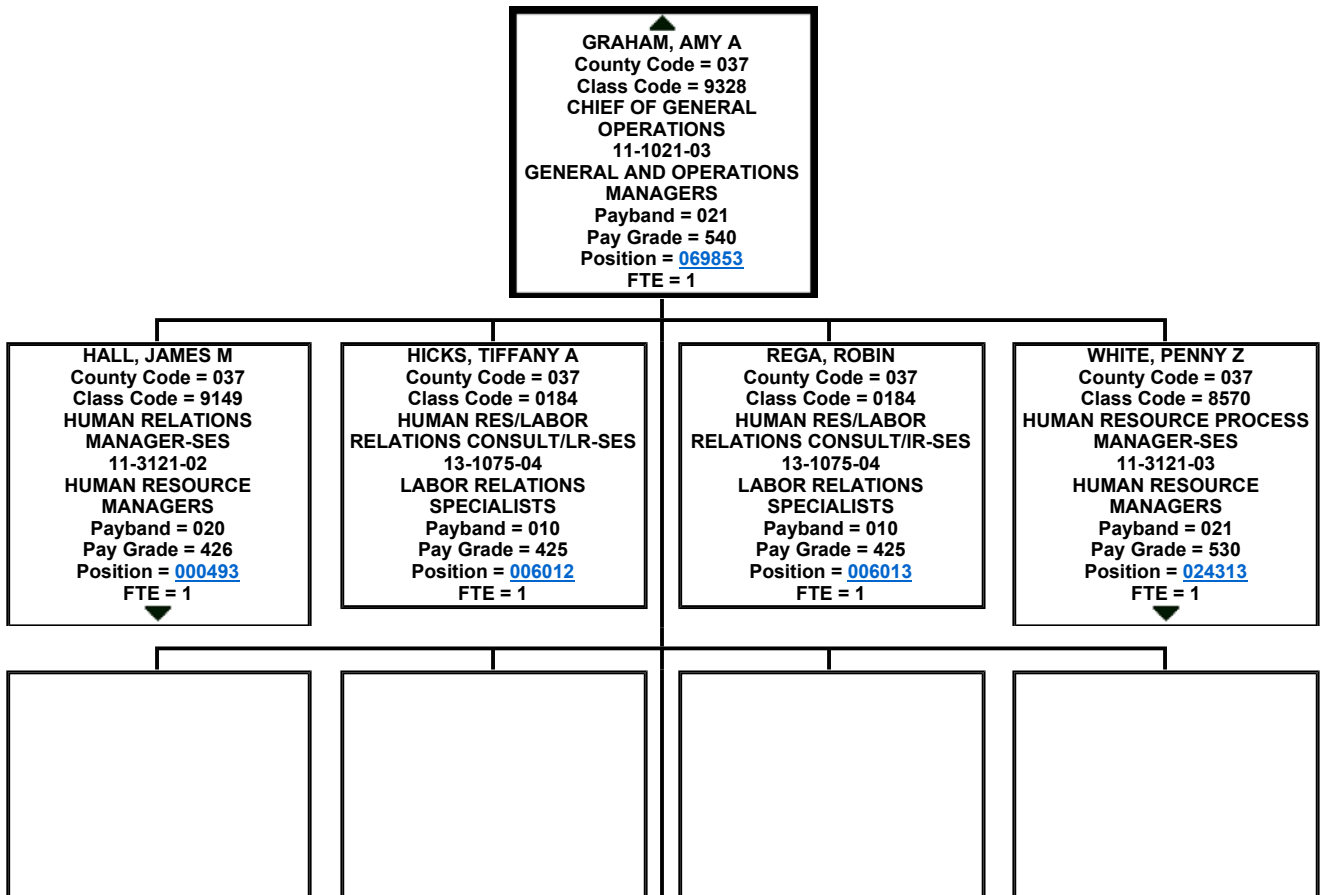 GRAHAM, AMY A
County Code = 037
Class Code = 9328
CHIEF OF GENERAL
OPERATIONS
11-1021-03
GENERAL AND OPERATIONS
MANAGERS
Payband = 021
Pay Grade = 540
Position = 069853
FTE = 1
HALL, JAMES M
County Code = 037
Class Code = 9149
HUMAN RELATIONS
MANAGER-SES
11-3121-02
HUMAN RESOURCE
MANAGERS
Payband = 020
Pay Grade = 426
Position = 000493
FTE = 1
HICKS, TIFFANY A
County Code = 037
Class Code = 0184
HUMAN RES/LABOR
RELATIONS CONSULT/LR-SES
13-1075-04
LABOR RELATIONS
SPECIALISTS
Payband = 010
Pay Grade = 425
Position = 006012
FTE = 1
REGA, ROBIN
County Code = 037
Class Code = 0184
HUMAN RES/LABOR
RELATIONS CONSULT/IR-SES
13-1075-04
LABOR RELATIONS
SPECIALISTS
Payband = 010
Pay Grade = 425
Position = 006013
FTE = 1
WHITE, PENNY Z
County Code = 037
Class Code = 8570
HUMAN RESOURCE PROCESS
MANAGER-SES
11-3121-03
HUMAN RESOURCE
MANAGERS
Payband = 021
Pay Grade = 530
Position = 024313
FTE = 1